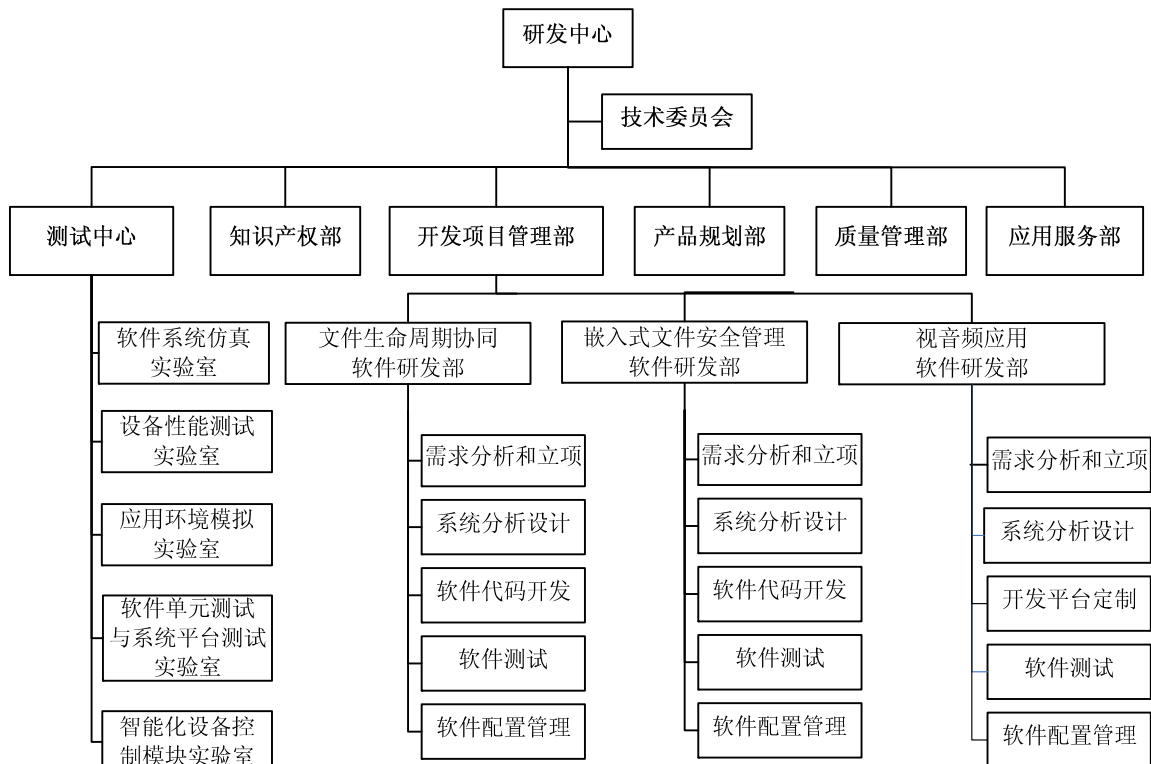 研发中心
技术委员会
测试中心
知识产权部
开发项目管理部
产品规划部
质量管理部
应用服务部
软件系统仿真
实验室
设备性能测试
实验室
应用环境模拟
实验室
软件单元测试
与系统平台测试
实验室
智能化设备控
制模块实验室
文件生命周期协同
软件研发部
需求分析和立项
系统分析设计
软件代码开发
软件测试
软件配置管理
嵌入式文件安全管理
软件研发部
需求分析和立项
系统分析设计
软件代码开发
软件测试
软件配置管理
视音频应用
软件研发部
需求分析和立项
系统分析设计
开发平台定制
软件测试
软件配置管理